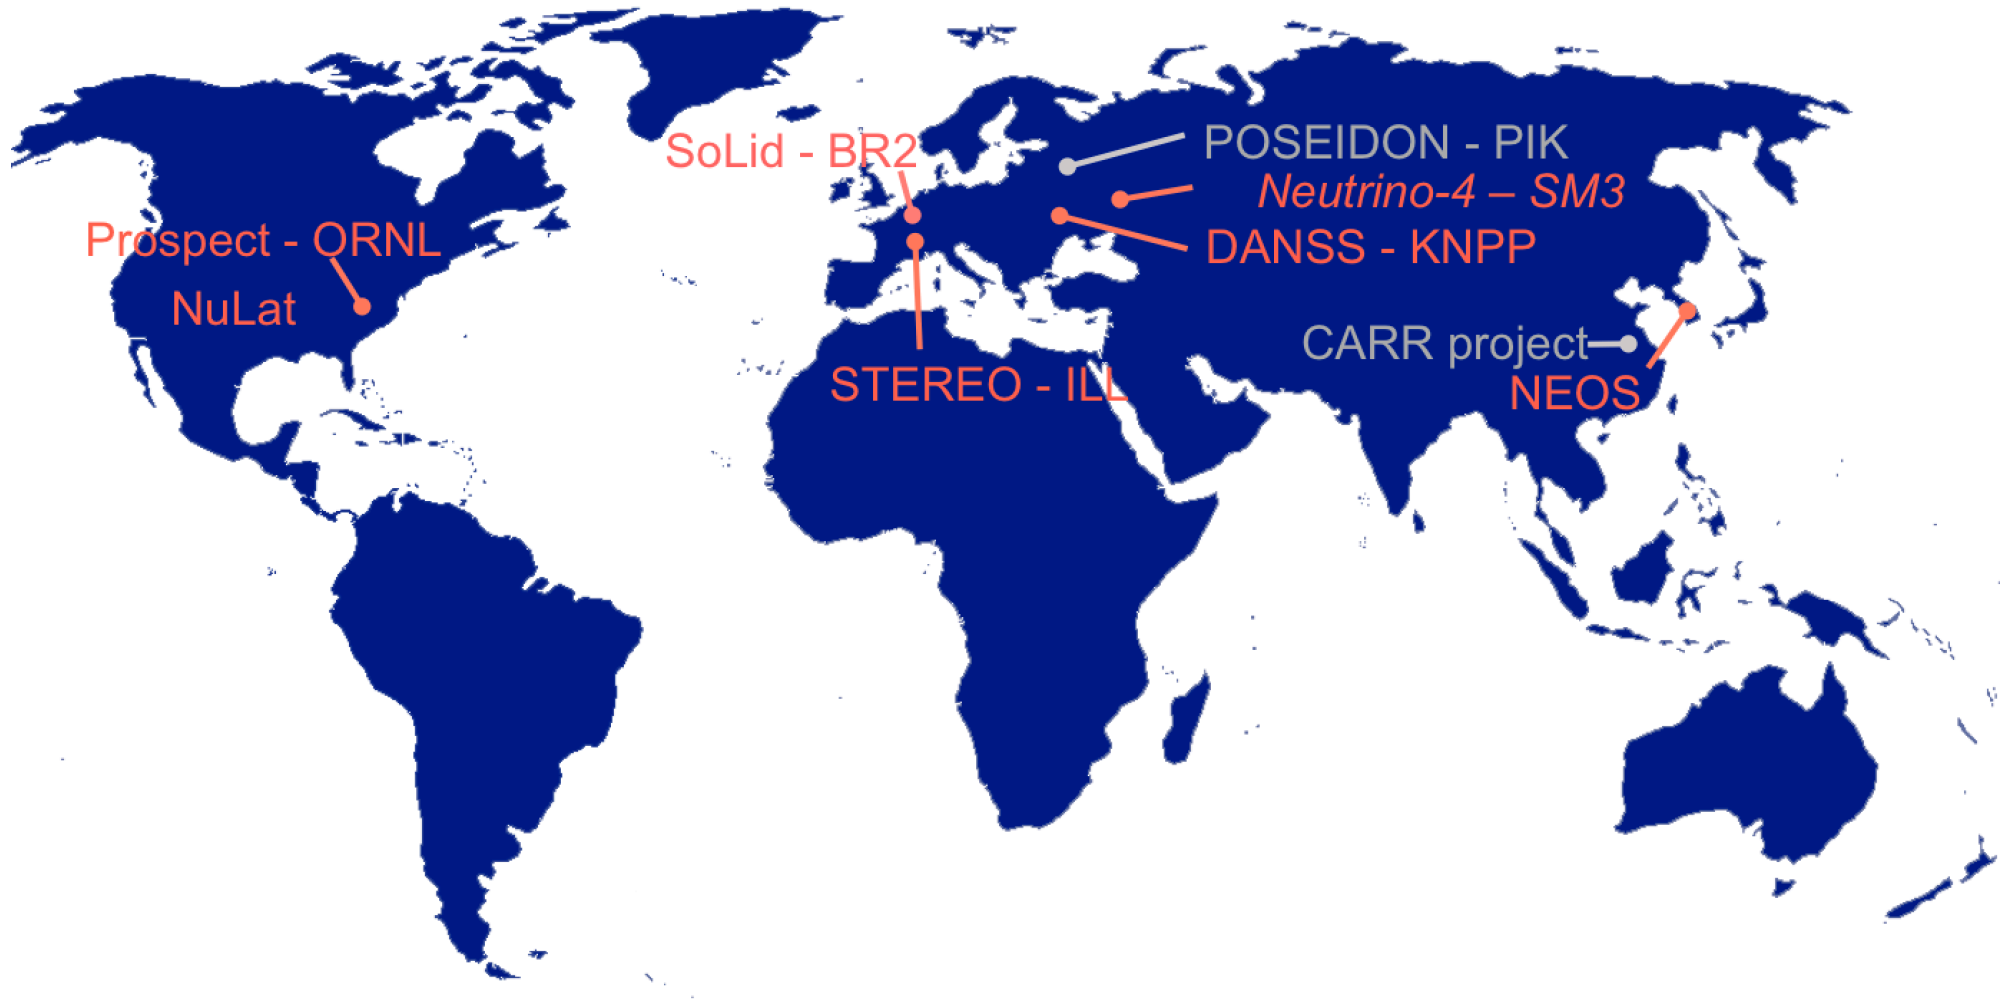 SoLid - BR2
POSEIDON - PIK
Neutrino-4 – SM3
Prospect - ORNL
DANSS - KNPP
NuLat
CARR project
STEREO - ILL
NEOS